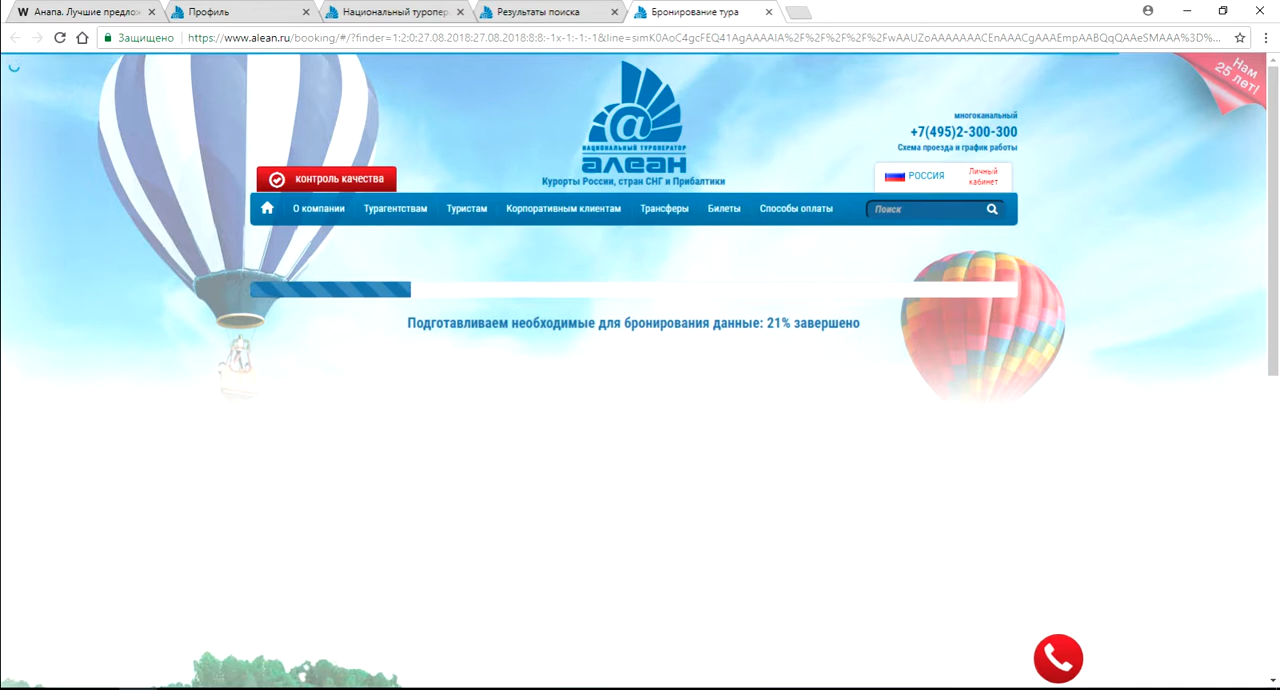 Анапа. Лучшие предлож
Профиль
Национальный туропер
Результаты поиска
Бронирование тура
Защищено
https://www.alean.ru/booking/#/?finder=1:2:0:27.08.2018:27.08.2018:8:8:-1x-1:-1:-1&line=simK0AoC4gcFEQ41AgAAAAIA%2F%2F%2F%2F%2FwAAUZoAAAAAAACEnAAACgAAAEmpAABQqQAAeSMAAA%3D%...
Нам
25 лет!
@
НАЦИОНАЛЬНЫЙ ТУРОПЕРАТОР
алеан
Курорты России, стран СНГ и Прибалтики
многоканальный
+7(495)2-300-300
Схема проезда и график работы
контроль качества
РОССИЯ
Личный
кабинет
О компании
Турагентствам
Туристам
Корпоративным клиентам
Трансферы
Билеты
Способы оплаты
Поиск
Подготавливаем необходимые для бронирования данные: 21% завершено